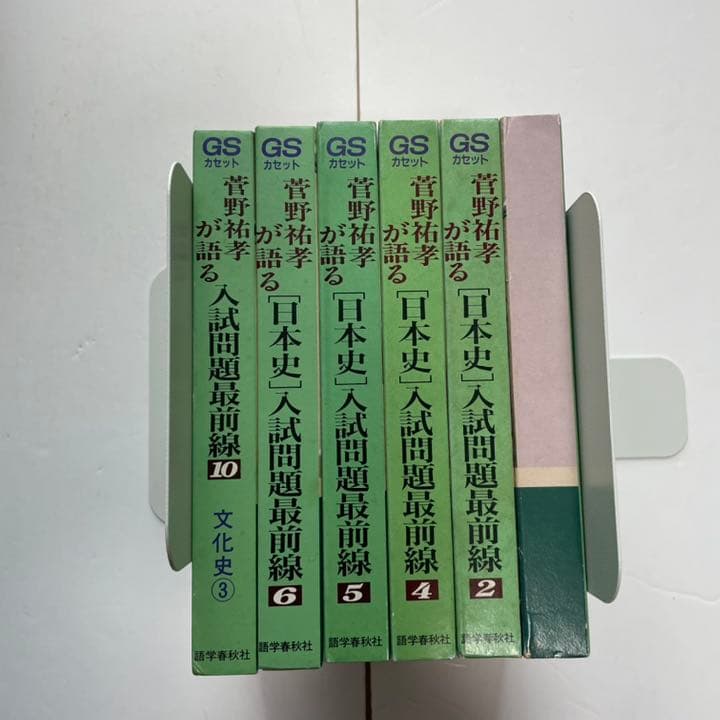 GS
カセット
菅野祐孝
が語る
入試問題最前線
10
文化史③
語学春秋社
GS
カセット
菅野祐孝
が語る
[日本史]入試問題最前線
6
語学春秋社
GS
カセット
菅野祐孝
が語る
[日本史]入試問題最前線
5
語学春秋社
GS
カセット
菅野祐孝
が語る
[日本史]入試問題最前線
4
語学春秋社
GS
カセット
菅野祐孝
が語る
[日本史]入試問題最前線
2
語学春秋社